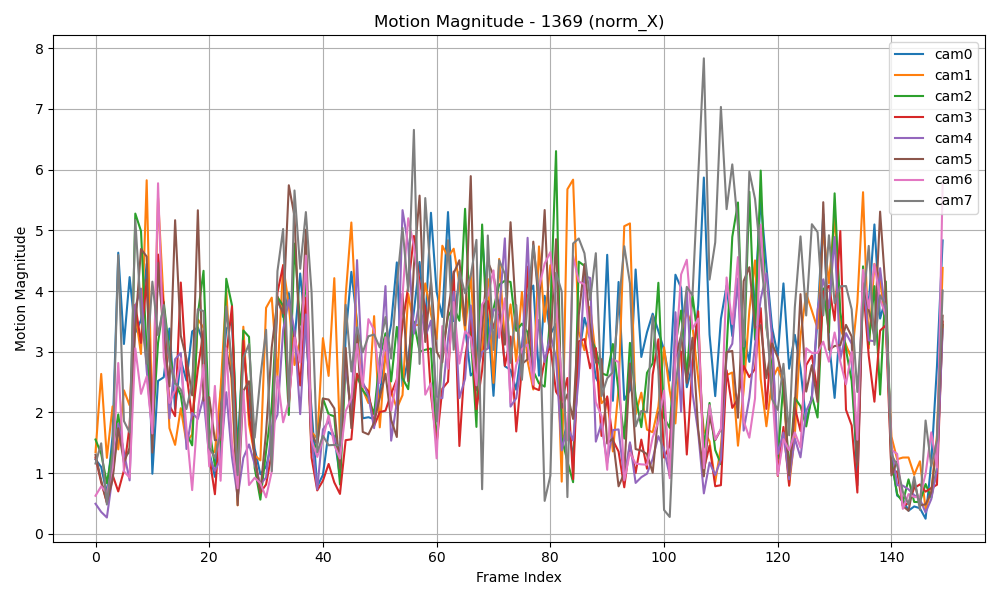 Motion Magnitude - 1369 (norm_X)
Motion Magnitude
8
7
6
5
4
3
2
1
0
0 20 40 60 80 100 120 140
Frame Index
cam0
cam1
cam2
cam3
cam4
cam5
cam6
cam7